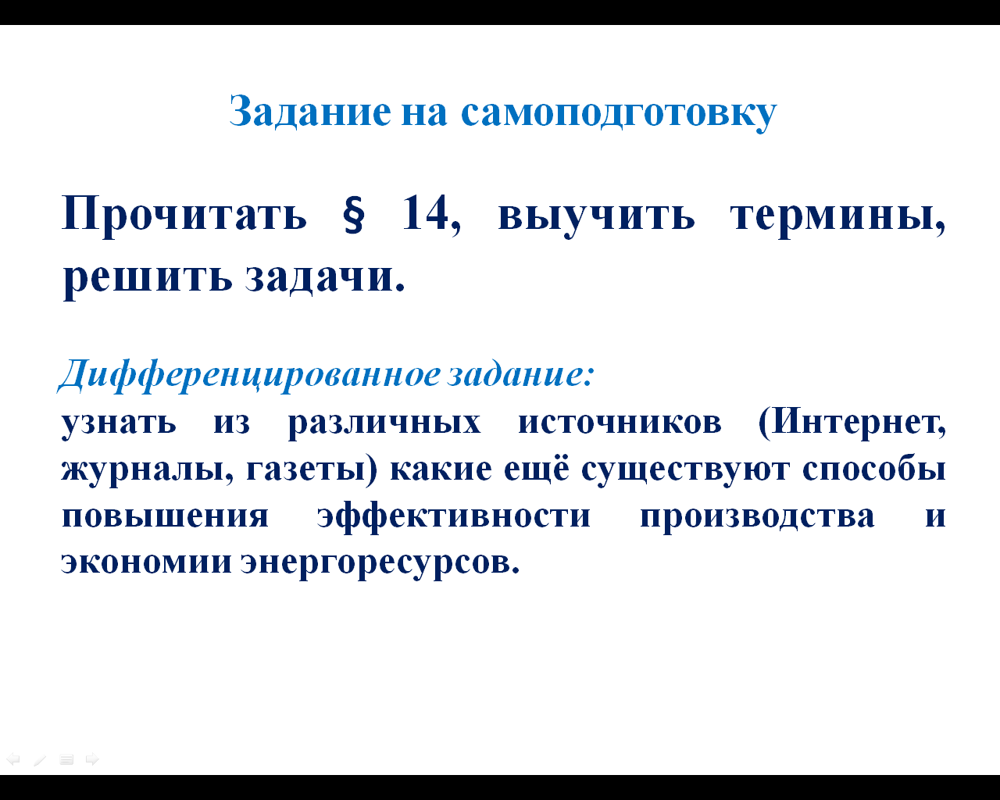 Задание на самоподготовку
Прочитать § 14, выучить термины,
решить задачи.
Дифференцированное задание:
узнать из различных источников (Интернет,
журналы, газеты) какие ещё существуют способы
повышения эффективности производства и
экономии энергоресурсов.